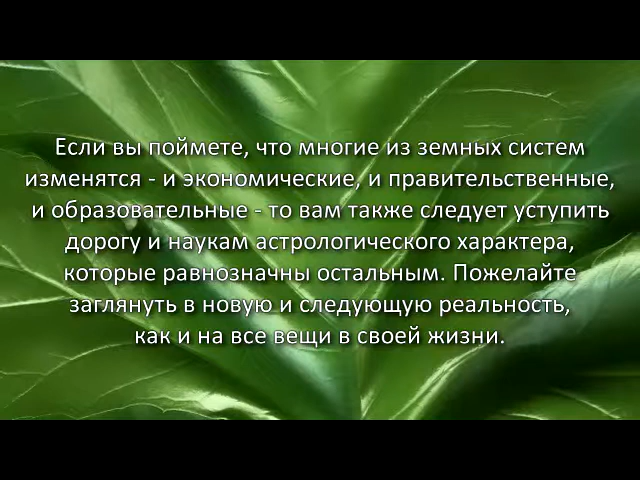 Если вы поймете, что многие из земных систем
изменятся - и экономические, и правительственные,
и образовательные - то вам также следует уступить
дорогу и наукам астрологического характера,
которые равнозначны остальным. Пожелайте
заглянуть в новую и следующую реальность,
как и на все вещи в своей жизни.